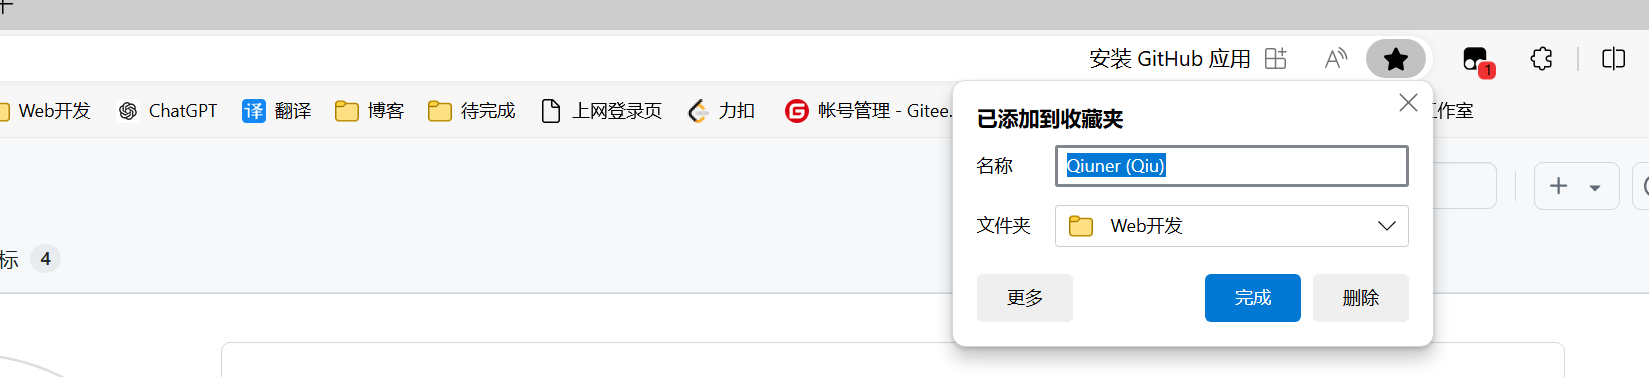 安装 GitHub 应用
1
Web开发 ChatGPT 译 翻译 博客 待完成 上网登录页 力扣 G 帐号管理 - Gitee. 工作室
已添加到收藏夹
名称 Qiuner (Qiu)
文件夹 Web开发
标 4
更多 完成 删除